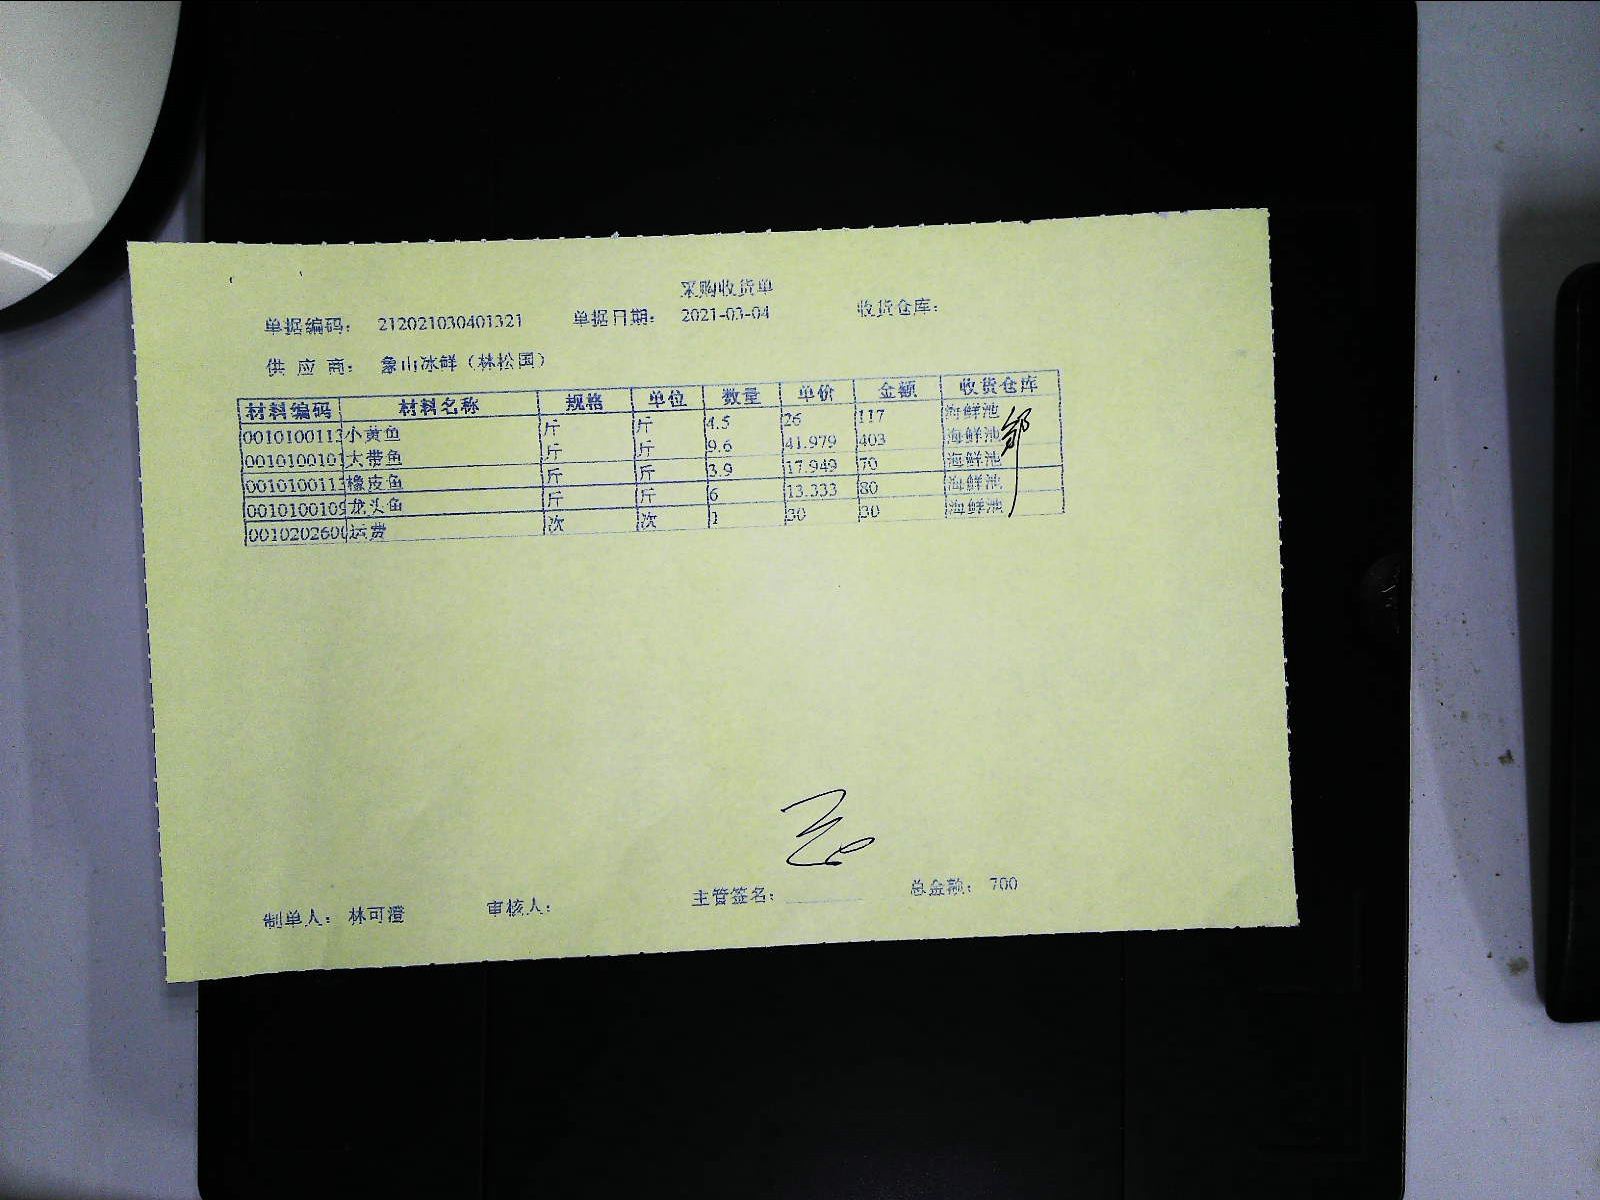 采购收货单
单据编码： 212021030401321 单据日期： 2021-03-04 收货仓库：
供 应 商： 象山冰鲜（林松国）
材料编码 材料名称 规格 单位 数量 单价 金额 收货仓库
0010100113 小黄鱼 斤 斤 4.5 26 117 海鲜池
0010100101 大带鱼 斤 斤 9.6 41.979 403 海鲜池
0010100113 橡皮鱼 斤 斤 3.9 17.949 70 海鲜池
0010100109 龙头鱼 斤 斤 6 13.333 80 海鲜池
001020260 运费 次 次 1 30 30 海鲜池
制单人： 林可澄 审核人： 主管签名： 总金额： 700